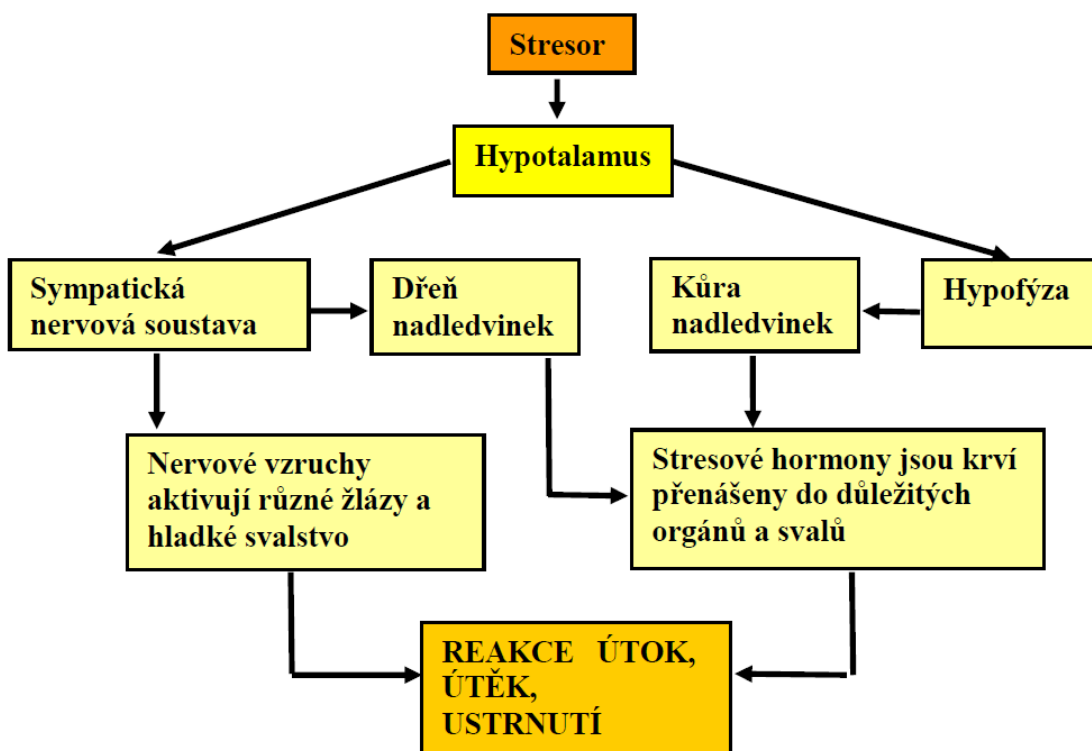 Stresor
Hypotalamus
Sympatická
nervová soustava
Dřeň
nadledvinek
Kůra
nadledvinek
Hypofýza
Nervové vzruchy
aktivují různé žlázy a
hladké svalstvo
Stresové hormony jsou krví
přenášeny do důležitých
orgánů a svalů
REAKCE ÚTOK,
ÚTĚK,
USTRNUTÍ